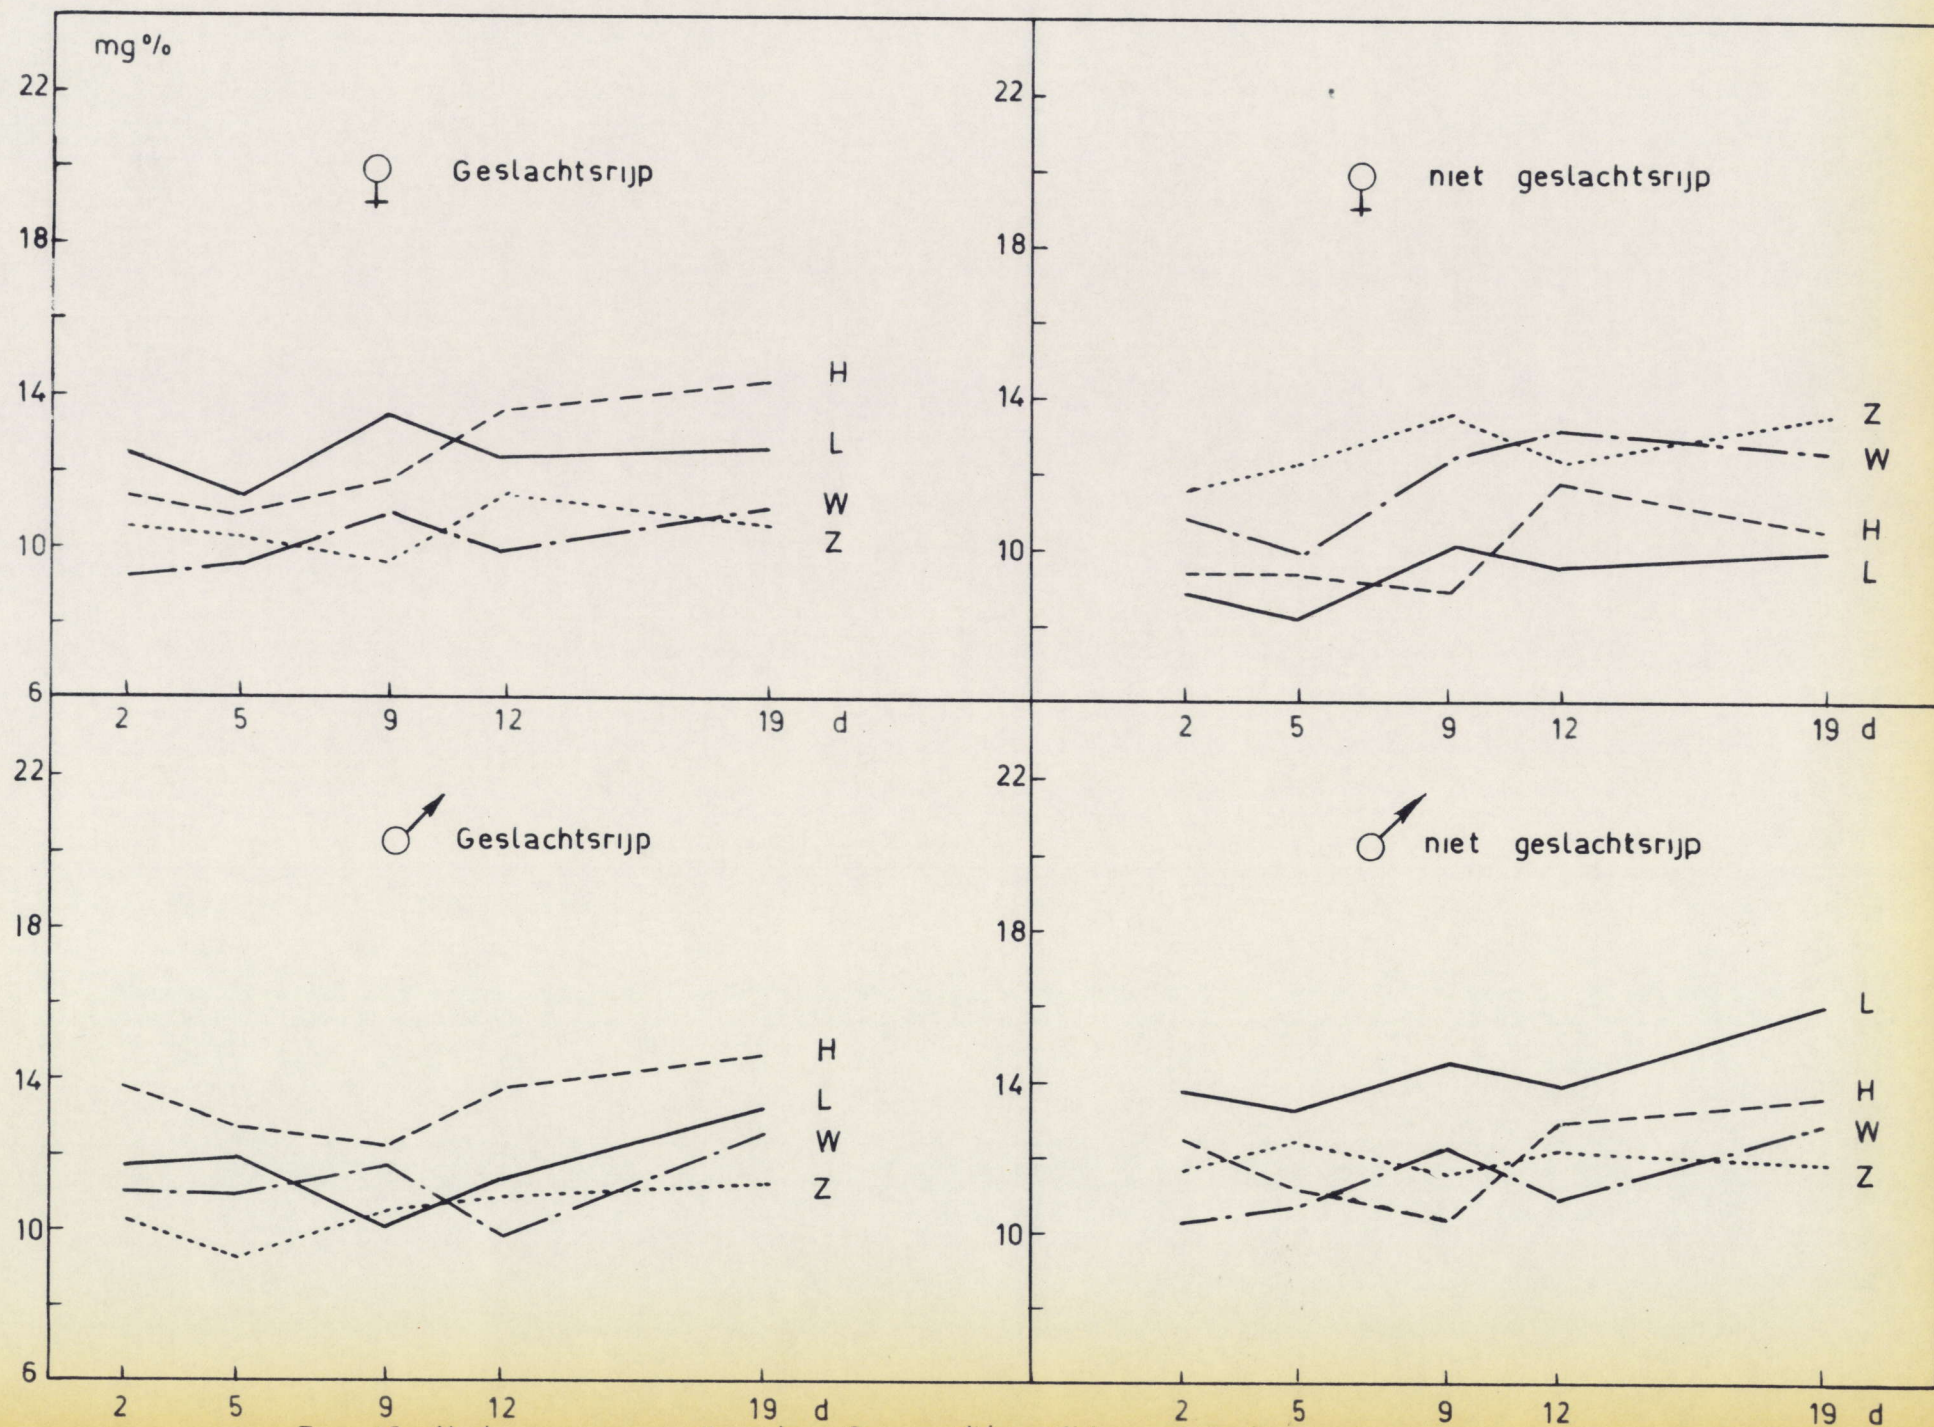 mg %
22
♀ Geslachtsrijp
18
14
H
L
W
10
Z
6
2 5 9 12 19 d
22
♀ niet geslachtsrijp
18
14
Z
W
H
10
L
2 5 9 12 19 d
22
♂ Geslachtsrijp
18
14
H
L
W
Z
10
6
2 5 9 12 19 d
22
♂ niet geslachtsrijp
18
L
14
H
W
Z
10
2 5 9 12 19 d